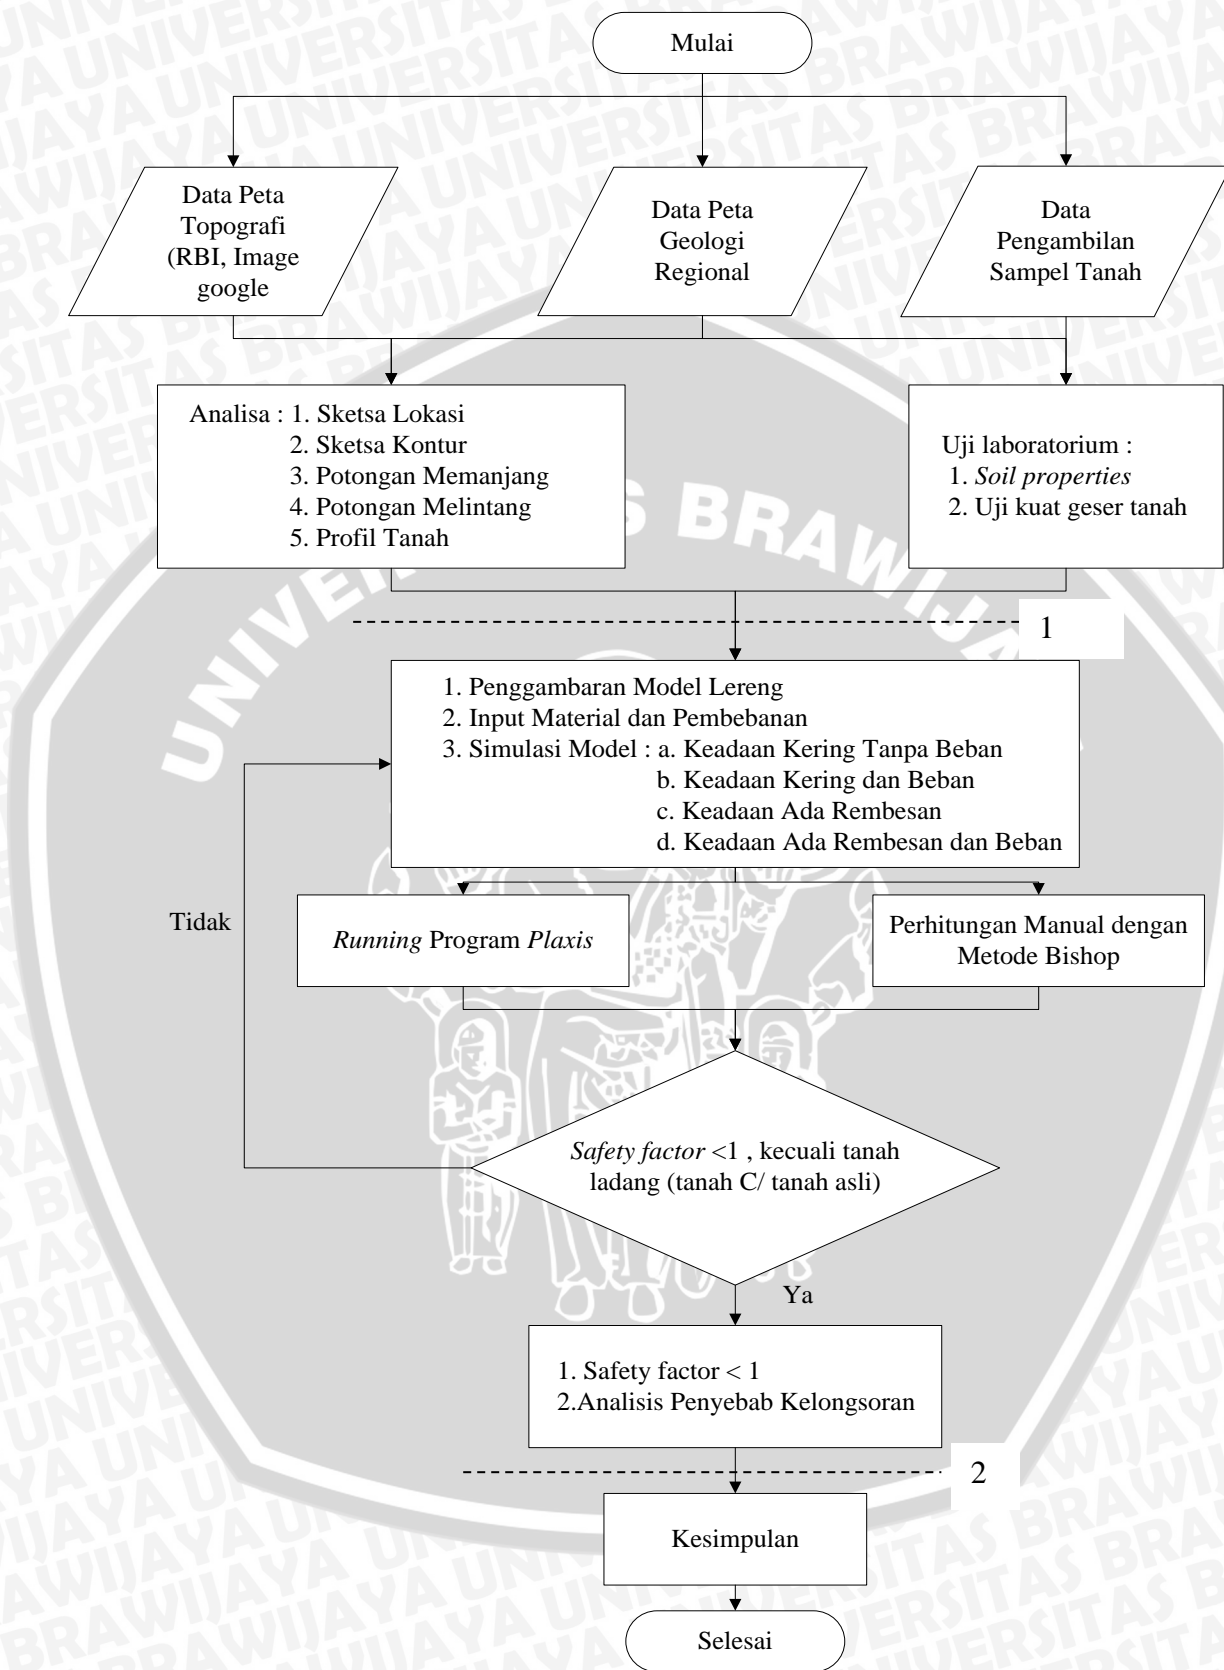 Mulai
Data Peta
Topografi
(RBI, Image
google
Data Peta
Geologi
Regional
Data
Pengambilan
Sampel Tanah
Analisa : 1. Sketsa Lokasi
2. Sketsa Kontur
3. Potongan Memanjang
4. Potongan Melintang
5. Profil Tanah
Uji laboratorium :
1. Soil properties
2. Uji kuat geser tanah
1
1. Penggambaran Model Lereng
2. Input Material dan Pembebanan
3. Simulasi Model : a. Keadaan Kering Tanpa Beban
b. Keadaan Kering dan Beban
c. Keadaan Ada Rembesan
d. Keadaan Ada Rembesan dan Beban
Tidak
Running Program Plaxis
Perhitungan Manual dengan
Metode Bishop
Safety factor <1 , kecuali tanah
ladang (tanah C/ tanah asli)
Ya
1. Safety factor < 1
2.Analisis Penyebab Kelongsoran
2
Kesimpulan
Selesai